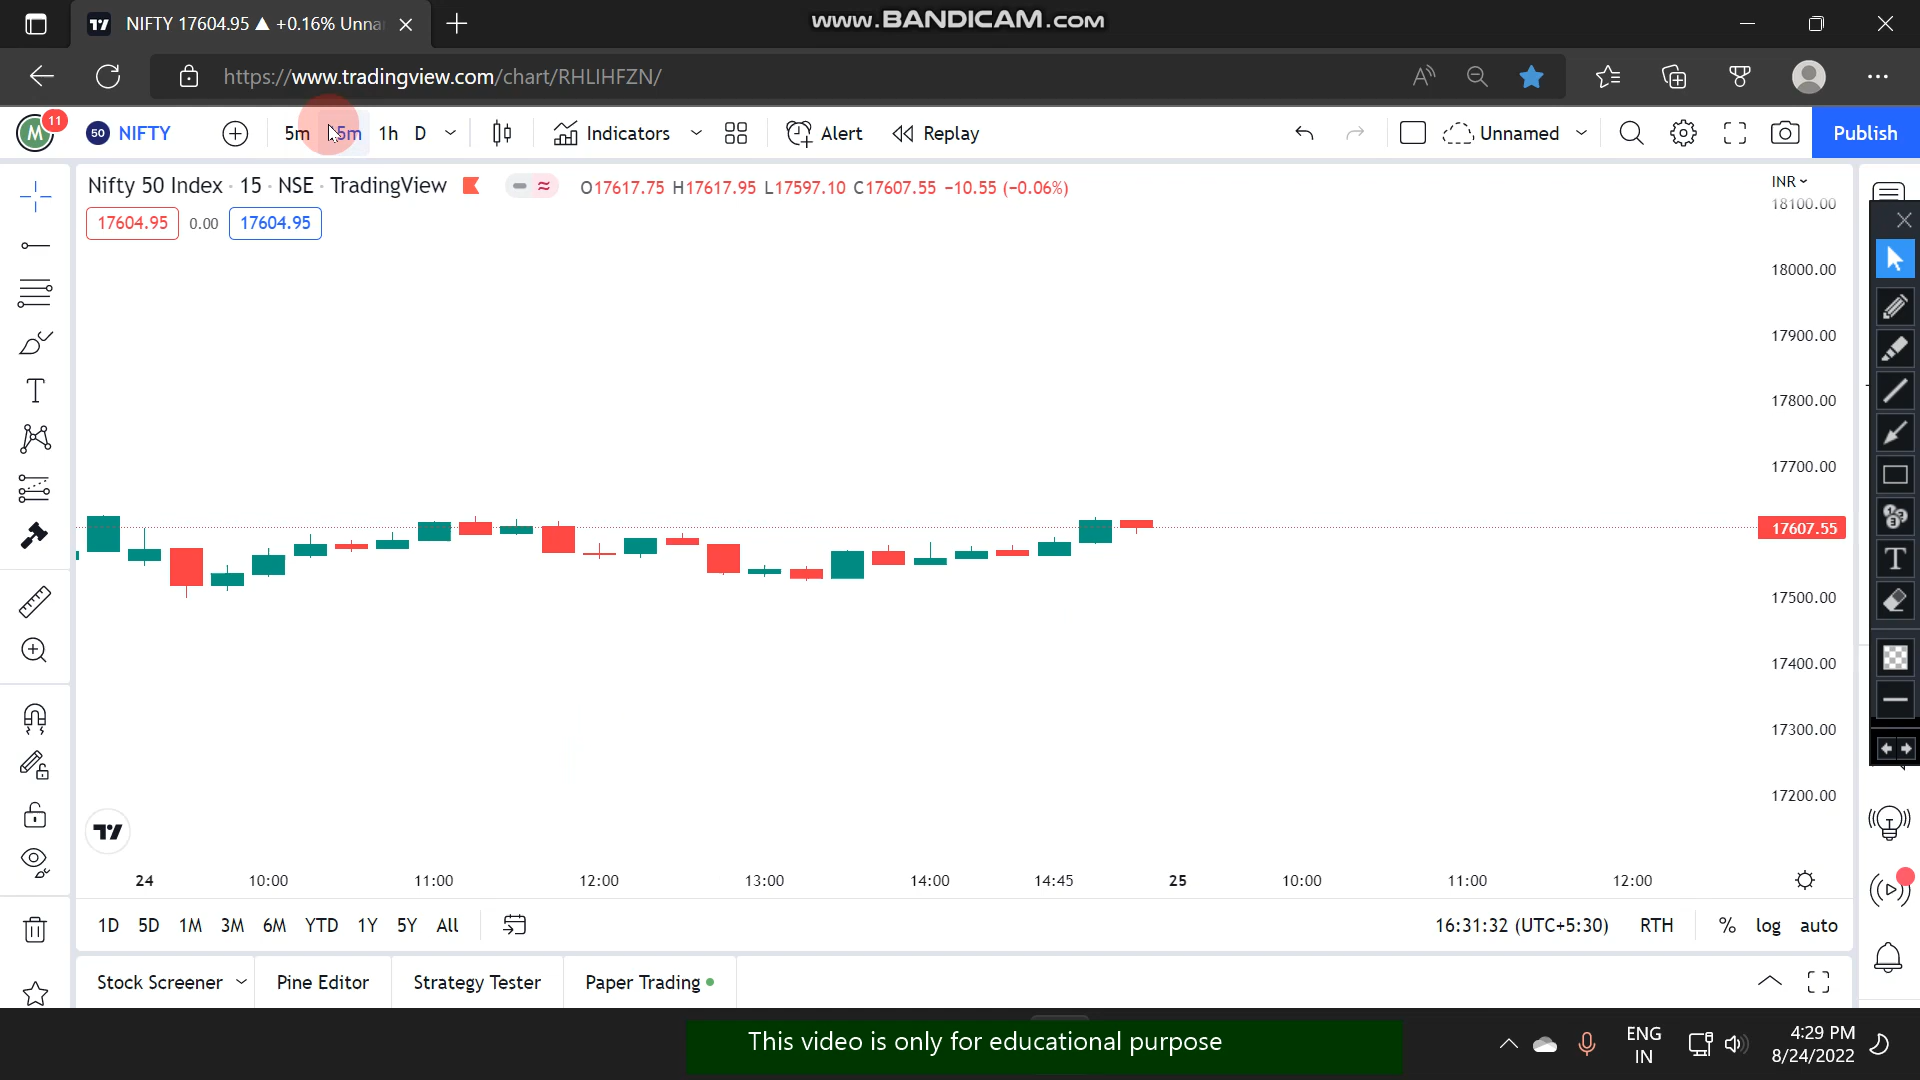 NIFTY 17604.95 ▲ +0.16% Unna
WWW.BANDICAM.COM
https://www.tradingview.com/chart/RHLIHFZN/
M
11
50 NIFTY
5m
5m
1h
D
Indicators
Alert
Replay
Unnamed
Publish
Nifty 50 Index · 15 · NSE · TradingView
O17617.75 H17617.95 L17597.10 C17607.55 −10.55 (−0.06%)
INR
17604.95 0.00 17604.95
18100.00
18000.00
17900.00
17800.00
17700.00
17607.55
17500.00
17400.00
17300.00
17200.00
24 10:00 11:00 12:00 13:00 14:00 14:45 25 10:00 11:00 12:00
1D 5D 1M 3M 6M YTD 1Y 5Y All
16:31:32 (UTC+5:30) RTH % log auto
Stock Screener Pine Editor Strategy Tester Paper Trading
This video is only for educational purpose
ENG
IN
4:29 PM
8/24/2022